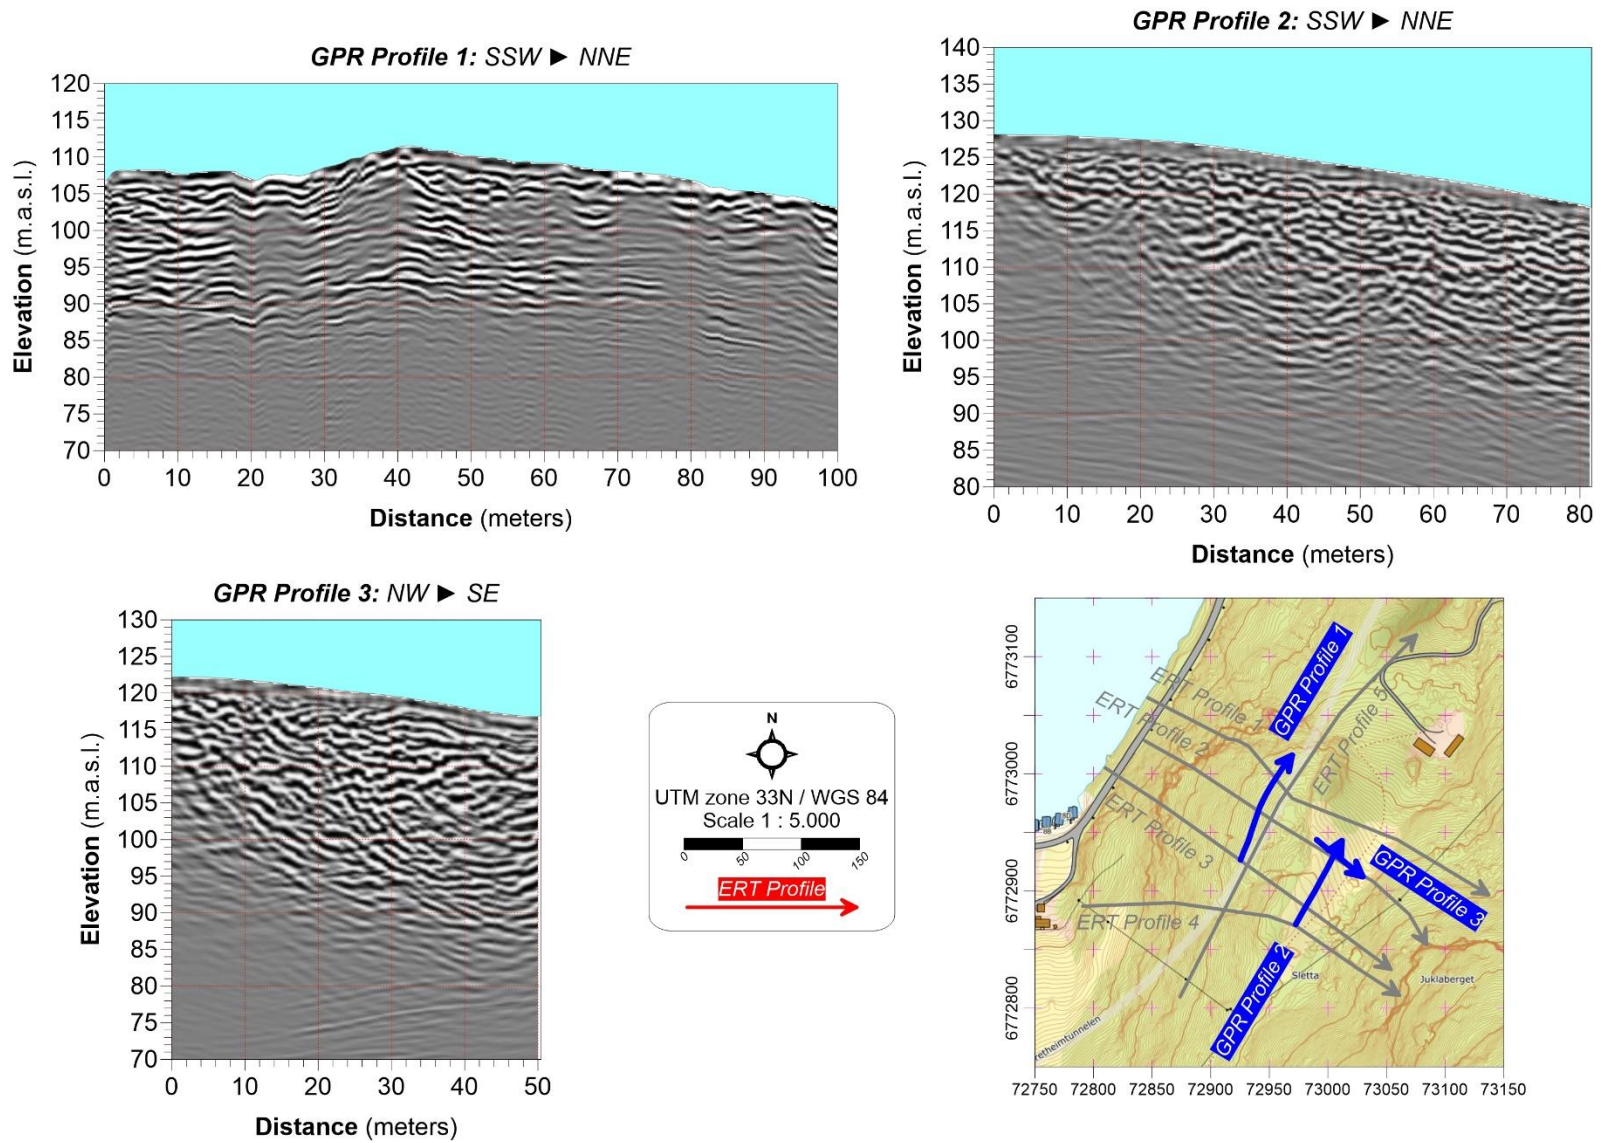 GPR Profile 1: SSW ► NNE
120
115
110
105
100
95
90
85
80
75
70
Elevation (m.a.s.l.)
0 10 20 30 40 50 60 70 80 90 100
Distance (meters)
GPR Profile 2: SSW ► NNE
140
135
130
125
120
115
110
105
100
95
90
85
80
Elevation (m.a.s.l.)
0 10 20 30 40 50 60 70 80
Distance (meters)
GPR Profile 3: NW ► SE
130
125
120
115
110
105
100
95
90
85
80
75
70
Elevation (m.a.s.l.)
0 10 20 30 40 50
Distance (meters)
N
UTM zone 33N / WGS 84
Scale 1 : 5.000
0 50 100 150
ERT Profile
6773100
6773000
6772900
6772800
ERT Profile 1
ERT Profile 2
ERT Profile 3
ERT Profile 4
ERT Profile 5
GPR Profile 1
GPR Profile 2
GPR Profile 3
Sletta
Juklaberget
retheimtunnelen
72750 72800 72850 72900 72950 73000 73050 73100 73150